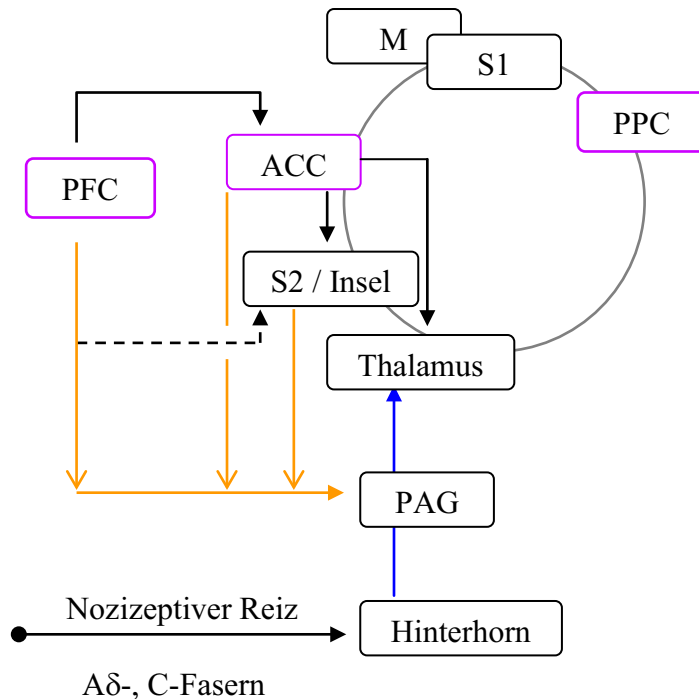 M
S1
PPC
ACC
PFC
S2 / Insel
Thalamus
PAG
Nozizeptiver Reiz
Hinterhorn
Aδ-, C-Fasern